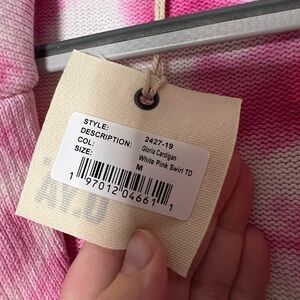 STYLE: 2427-19
DESCRIPTION: Gloria Cardigan
COL: White Pink Swirl TD
SIZE: M
1 97012 04661 1